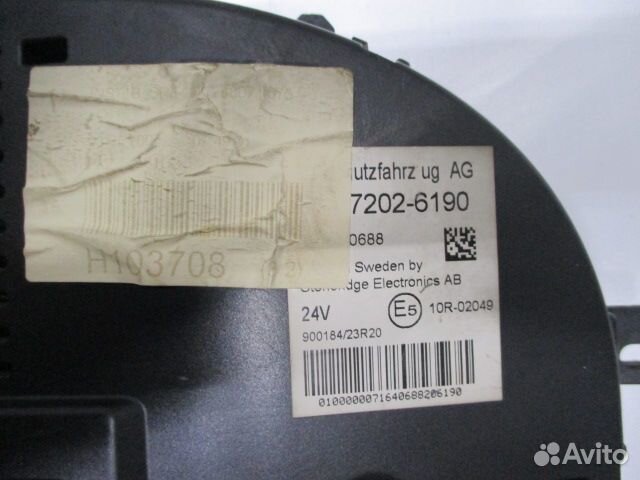 utzfahrz ug AG
7202-6190
0688
Sweden by
Stoneridge Electronics AB
24V
E5
10R-02049
900184/23R20
0100000071640688206190
H103708
Avito